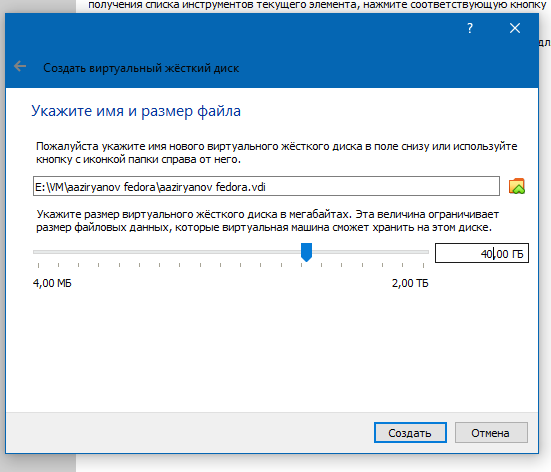 получения списка инструментов текущего элемента, нажмите соответствующую кнопку
?
дл
Создать виртуальный жёсткий диск
Укажите имя и размер файла
Пожалуйста укажите имя нового виртуального жёсткого диска в поле снизу или используйте
кнопку с иконкой папки справа от него.
E:\VM\aaziryanov fedora\aaziryanov fedora.vdi
Укажите размер виртуального жёсткого диска в мегабайтах. Эта величина ограничивает
размер файловых данных, которые виртуальная машина сможет хранить на этом диске.
40,00 ГБ
4,00 МБ
2,00 ТБ
Создать
Отмена